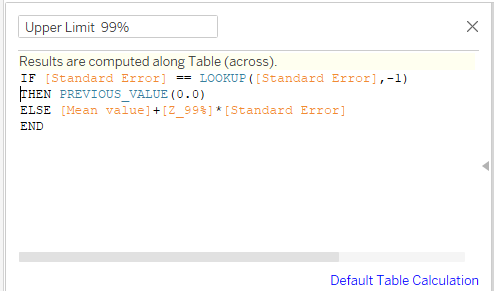 Upper Limit 99%
Results are computed along Table (across).
IF [Standard Error] == LOOKUP([Standard Error],-1)
THEN PREVIOUS_VALUE(0.0)
ELSE [Mean value]+[Z_99%]*[Standard Error]
END
Default Table Calculation